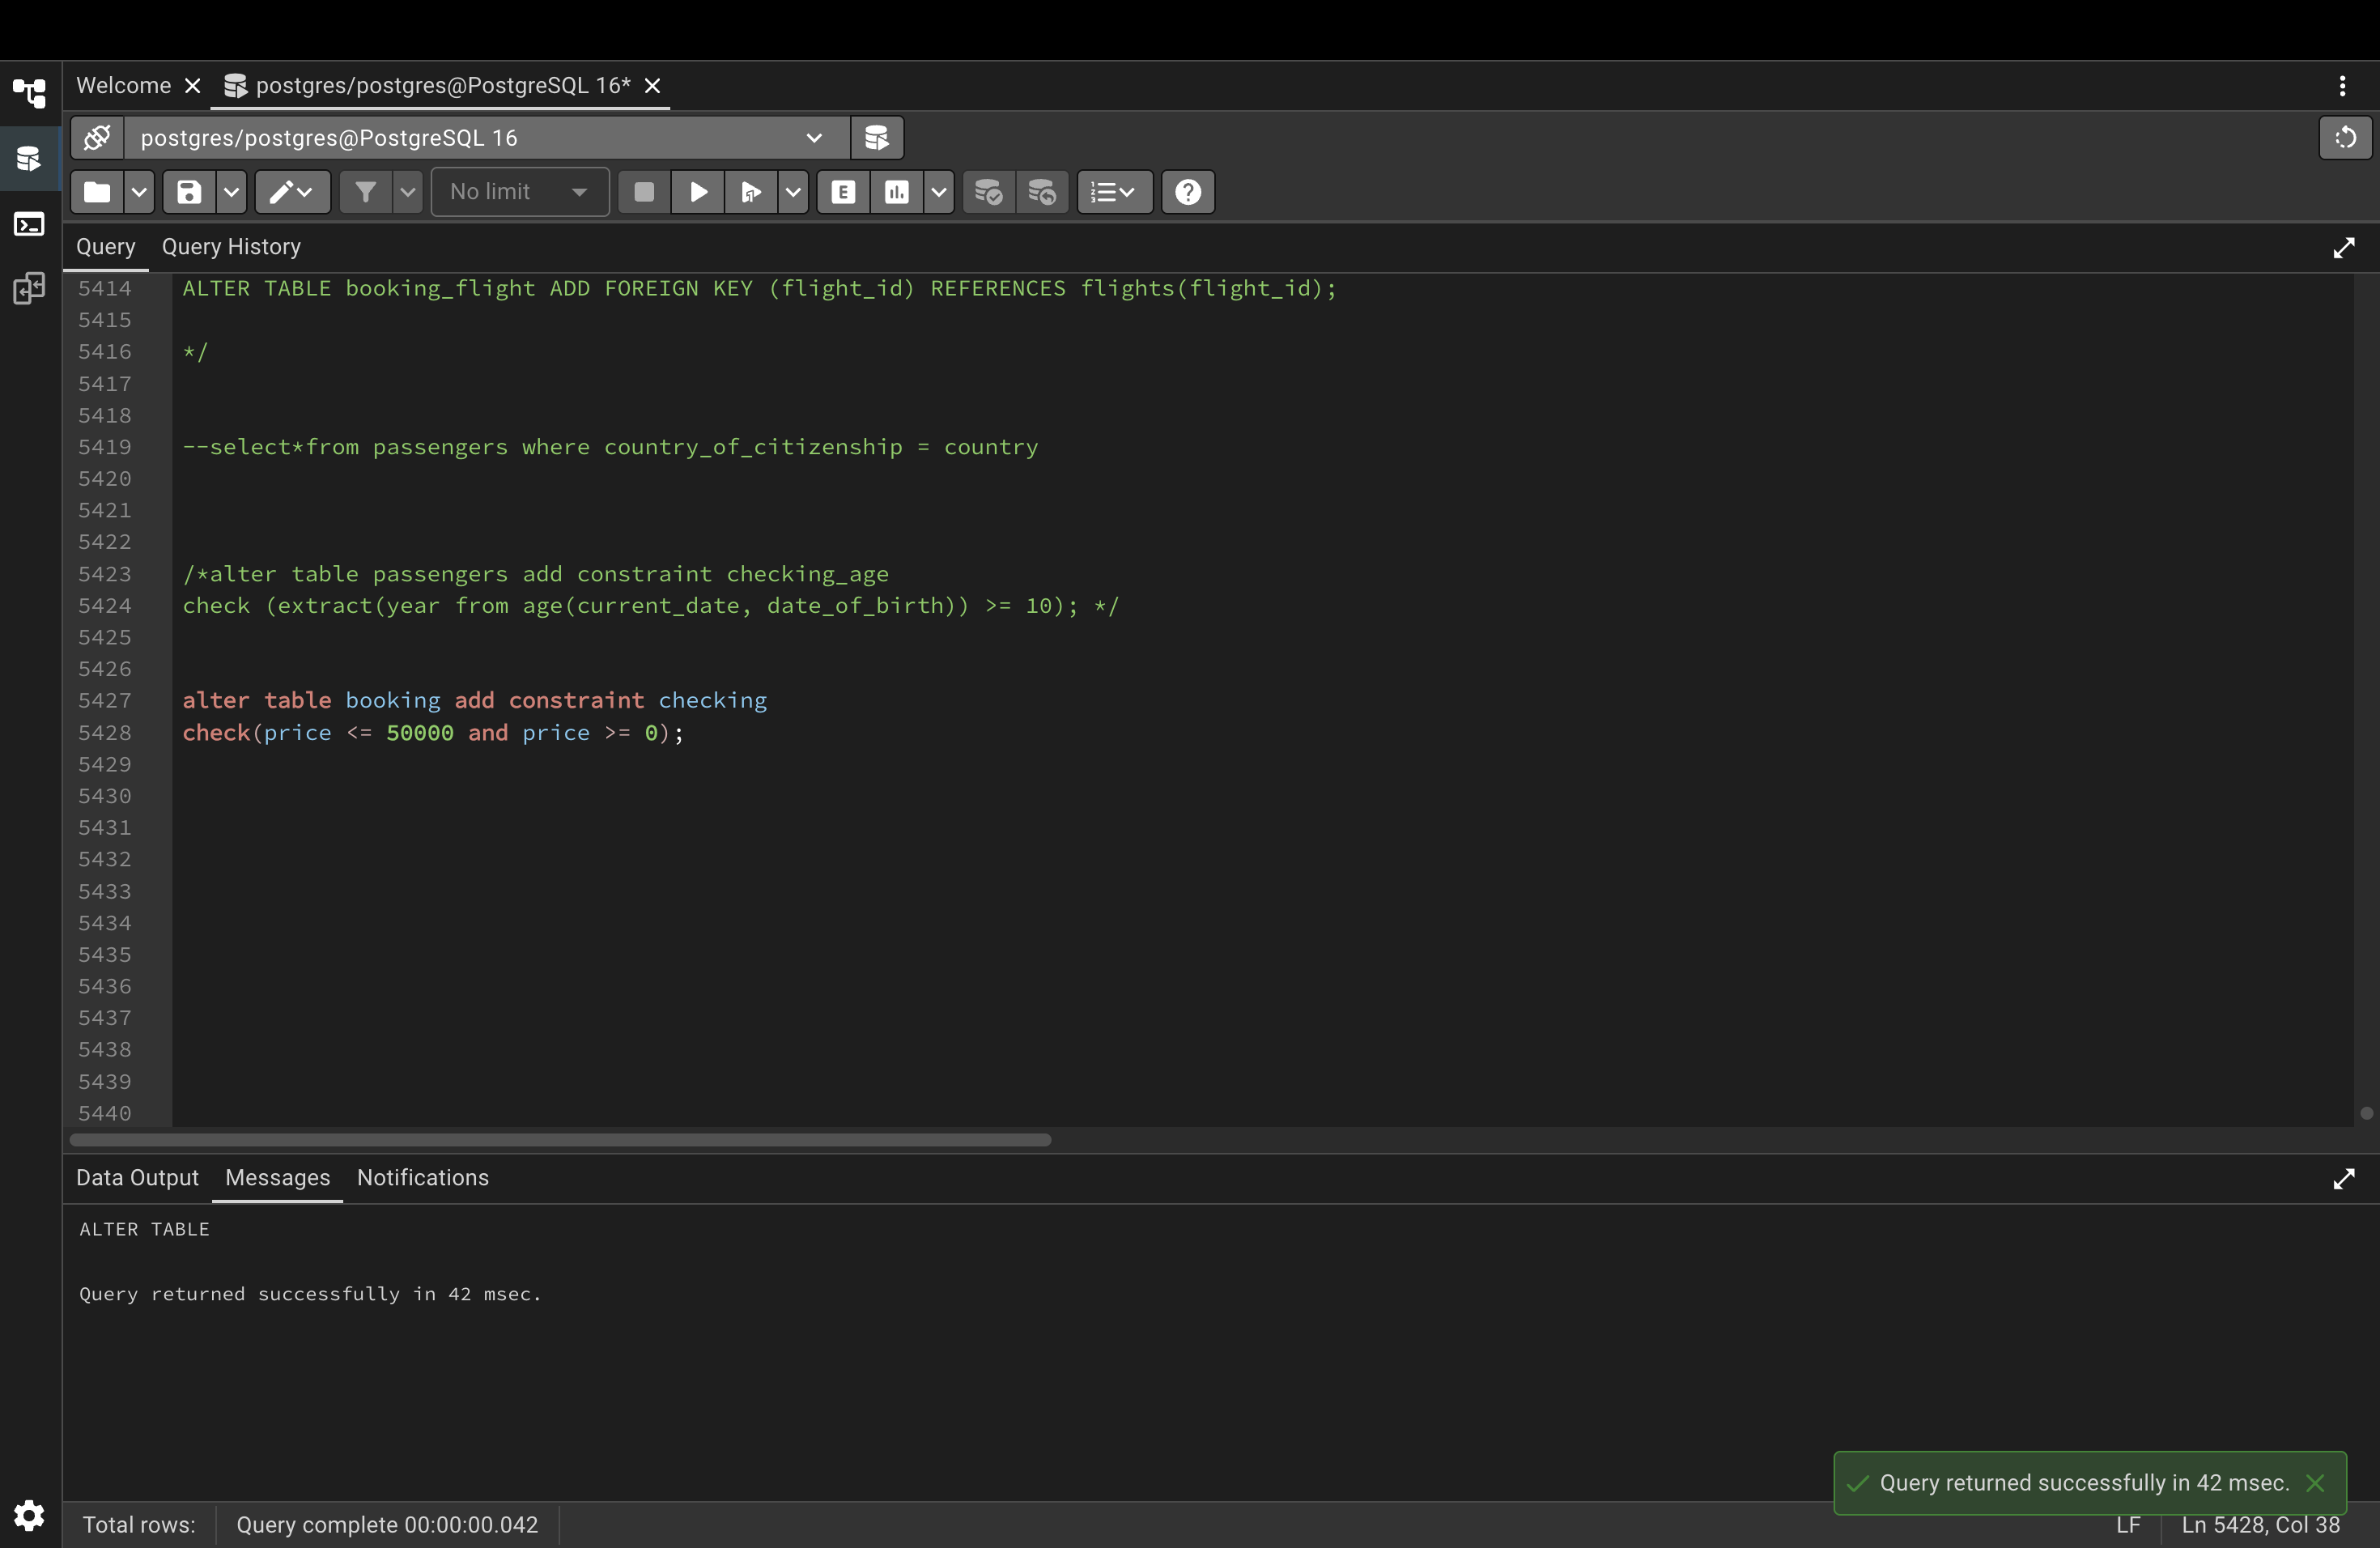 Welcome
postgres/postgres@PostgreSQL 16*
postgres/postgres@PostgreSQL 16
No limit
E
Query Query History
5414 ALTER TABLE booking_flight ADD FOREIGN KEY (flight_id) REFERENCES flights(flight_id);
5415
5416 */
5417
5418
5419 --select*from passengers where country_of_citizenship = country
5420
5421
5422
5423 /*alter table passengers add constraint checking_age
5424 check (extract(year from age(current_date, date_of_birth)) >= 10); */
5425
5426
5427 alter table booking add constraint checking
5428 check(price <= 50000 and price >= 0);
5429
5430
5431
5432
5433
5434
5435
5436
5437
5438
5439
5440
Data Output Messages Notifications
ALTER TABLE
Query returned successfully in 42 msec.
Query returned successfully in 42 msec.
Total rows: Query complete 00:00:00.042 LF Ln 5428, Col 38